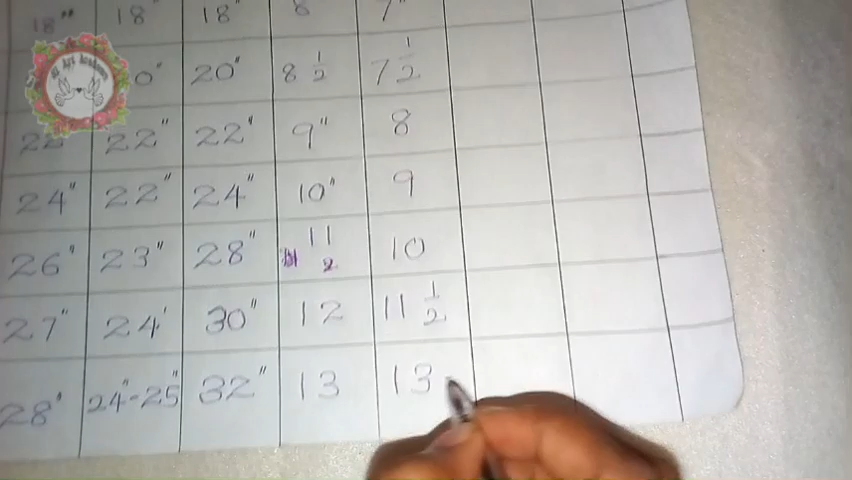 18" 18" 18" 8 7"
20" 8 1/2 7 1/2
22 22" 22" 9" 8
24" 22" 24" 10" 9
26" 23" 28" 11 2 10
27" 24' 30" 12 11 1/2
28" 24"-25" 32" 13 13